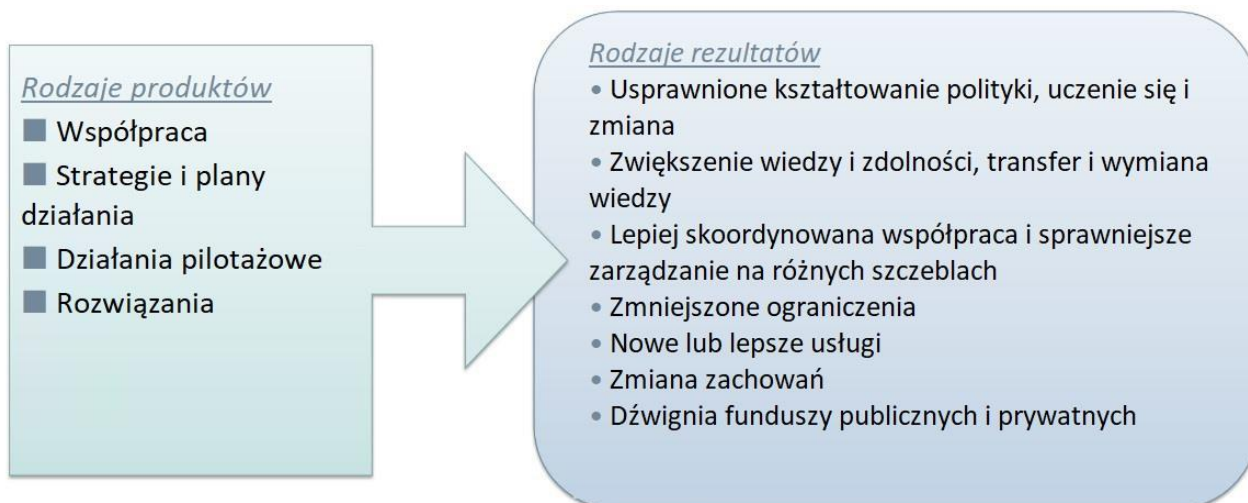 Rodzaje produktów
■ Współpraca
■ Strategie i plany
działania
■ Działania pilotażowe
■ Rozwiązania
Rodzaje rezultatów
• Usprawnione kształtowanie polityki, uczenie się i
zmiana
• Zwiększenie wiedzy i zdolności, transfer i wymiana
wiedzy
• Lepiej skoordynowana współpraca i sprawniejsze
zarządzanie na różnych szczeblach
• Zmniejszone ograniczenia
• Nowe lub lepsze usługi
• Zmiana zachowań
• Dźwignia funduszy publicznych i prywatnych